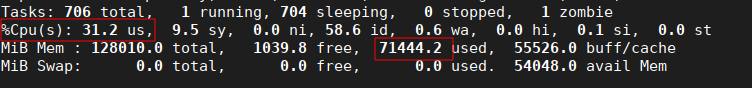 Tasks: 706 total,   1 running, 704 sleeping,   0 stopped,   1 zombie
%Cpu(s): 31.2 us,  9.5 sy,  0.0 ni, 58.6 id,  0.6 wa,  0.0 hi,  0.1 si,  0.0 st
MiB Mem : 128010.0 total,   1039.8 free,  71444.2 used,  55526.0 buff/cache
MiB Swap:      0.0 total,      0.0 free,      0.0 used.  54048.0 avail Mem